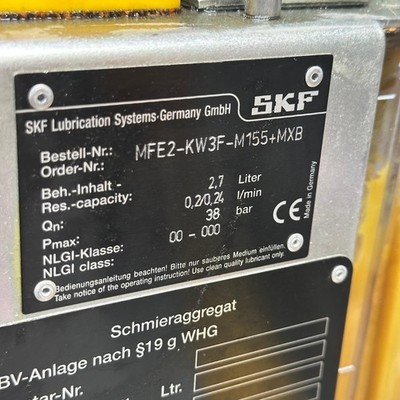 SKF Lubrication Systems Germany GmbH
SKF
Bestell-Nr.: MFE2-KW3F-M155+MXB
Order-Nr.:
Beh.-Inhalt - 2,7 Liter
Res.-capacity: 0,2/0,24 l/min
Qn: 38 bar
Pmax: 00 - 000
NLGI-Klasse:
NLGI class:
Made in Germany
CE
Bedienungsanleitung beachten! Bitte nur sauberes Medium einfüllen.
Take notice of the operating instruction! Use clean quality lubricant only.
Schmieraggregat
BV-Anlage nach §19 g WHG
tar-Nr.
Ltr.